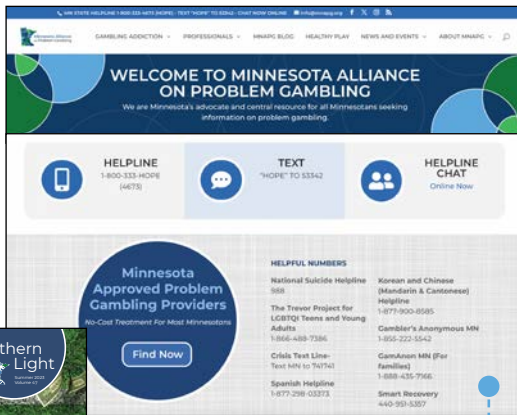 MN STATE HELPLINE 1-800-333-4673 (HOPE) - TEXT "HOPE" TO 53342 - CHAT NOW ONLINE info@mnapg.org
Minnesota Alliance
on Problem Gambling
GAMBLING ADDICTION PROFESSIONALS MNAPG BLOG HEALTHY PLAY NEWS AND EVENTS ABOUT MNAPG
WELCOME TO MINNESOTA ALLIANCE
ON PROBLEM GAMBLING
We are Minnesota's advocate and central resource for all Minnesotans seeking
information on problem gambling.
HELPLINE
1-800-333-HOPE
(4673)
TEXT
"HOPE" TO 53342
HELPLINE
CHAT
Online Now
Minnesota
Approved Problem
Gambling Providers
No-Cost Treatment For Most Minnesotans
Find Now
HELPFUL NUMBERS
National Suicide Helpline
988
The Trevor Project for
LGBTQI Teens and Young
Adults
1-866-488-7386
Crisis Text Line-
Text MN to 741741
Spanish Helpline
1-877-298-03373
Korean and Chinese
(Mandarin & Cantonese)
Helpline
1-877-900-8585
Gambler's Anonymous MN
1-855-222-5542
GamAnon MN (For
families)
1-888-435-7166
Smart Recovery
440-951-5357
thern
Light
Summer 2023